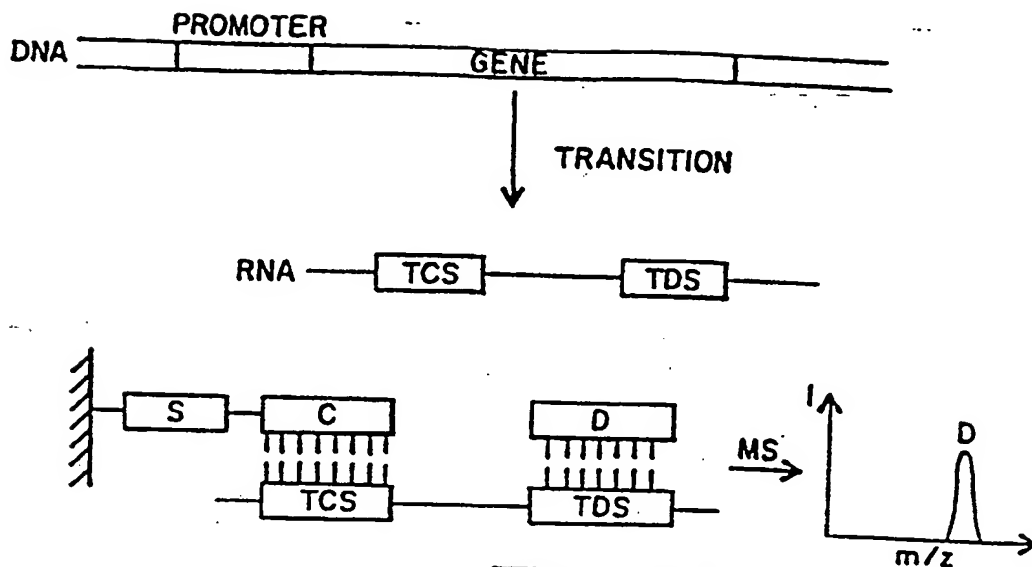 PROMOTER
DNA
GENE
TRANSITION
RNA TCS TDS
S C D
TCS TDS
MS
I
D
m/z